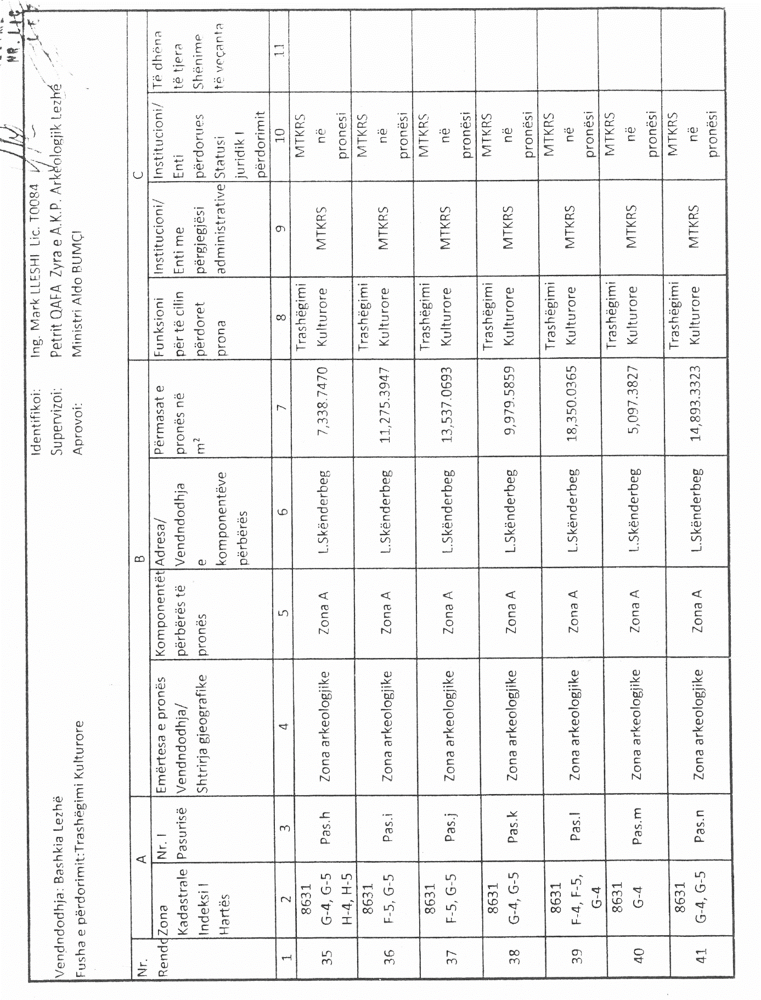 NR. LIC
Vendndodhja: Bashkia Lezhë
Fusha e përdorimit:Trashëgimi Kulturore
Identifikoi: Ing. Mark LLESHI Lic. T0084
Supervizoi: Petrit QAFA Zyra e A.K.P. Arkeologjik Lezhë
Aprovoi: Ministri Aldo BUMÇI
Nr. A B C
Rendo Zona Nr. I Emërtesa e pronës Komponentët Adresa/ Përmasat e Funksioni Institucioni/ Institucioni/ Të dhëna
Kadastrale Pasurisë Vendndodhja/ përbërës të Vendndodhja pronës në për të cilin Enti me Enti të tjera
Indeksi I Shtrirja gjeografike pronës e m² përdoret përgjegjësi përdorues Shënime
Hartës komponentëve prona administrative Statusi të veçanta
përbërës juridik I
përdorimit
1 2 3 4 5 6 7 8 9 10 11
8631 Trashëgimi MTKRS
35 G-4, G-5 Pas.h Zona arkeologjike Zona A L.Skënderbeg 7,338.7470 Kulturore MTKRS në
H-4, H-5 pronësi
8631 Trashëgimi MTKRS
36 F-5, G-5 Pas.i Zona arkeologjike Zona A L.Skënderbeg 11,275.3947 Kulturore MTKRS në
pronësi
8631 Trashëgimi MTKRS
37 F-5, G-5 Pas.j Zona arkeologjike Zona A L.Skënderbeg 13,537.0693 Kulturore MTKRS në
pronësi
8631 Trashëgimi MTKRS
38 G-4, G-5 Pas.k Zona arkeologjike Zona A L.Skënderbeg 9,979.5859 Kulturore MTKRS në
pronësi
8631 Trashëgimi MTKRS
39 F-4, F-5, Pas.l Zona arkeologjike Zona A L.Skënderbeg 18,350.0365 Kulturore MTKRS në
G-4 pronësi
8631 Trashëgimi MTKRS
40 G-4 Pas.m Zona arkeologjike Zona A L.Skënderbeg 5,097.3827 Kulturore MTKRS në
pronësi
8631 Trashëgimi MTKRS
41 G-4, G-5 Pas.n Zona arkeologjike Zona A L.Skënderbeg 14,893.3323 Kulturore MTKRS në
pronësi